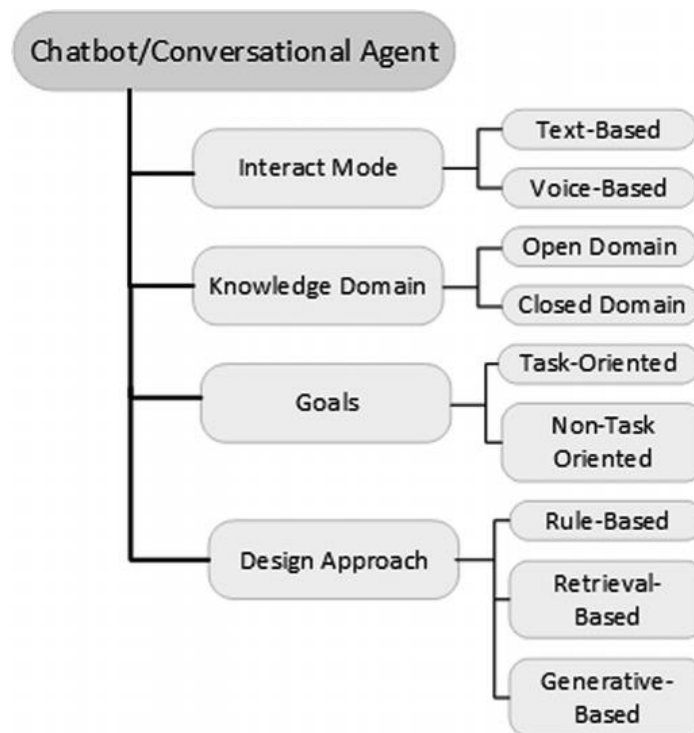 Chatbot/Conversational Agent
Interact Mode
Text-Based
Voice-Based
Knowledge Domain
Open Domain
Closed Domain
Goals
Task-Oriented
Non-Task
Oriented
Design Approach
Rule-Based
Retrieval-
Based
Generative-
Based